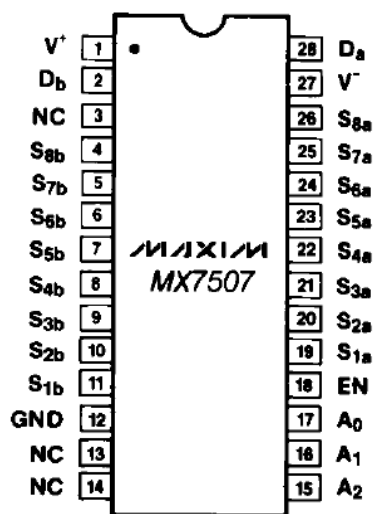 V+ 1 28 Da
Db 2 27 V-
NC 3 26 S8a
S8b 4 25 S7a
S7b 5 24 S6a
S6b 6 23 S5a
S5b 7 MAXIM 22 S4a
S4b 8 MX7507 21 S3a
S3b 9 20 S2a
S2b 10 19 S1a
S1b 11 18 EN
GND 12 17 A0
NC 13 16 A1
NC 14 15 A2